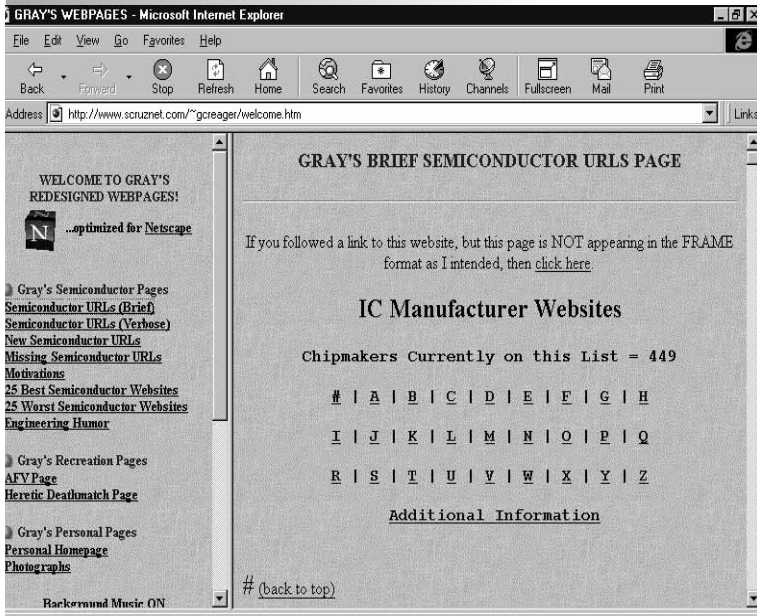 GRAY'S WEBPAGES - Microsoft Internet Explorer
File Edit View Go Favorites Help
Back Forward Stop Refresh Home Search Favorites History Channels Fullscreen Mail Print
Address http://www.scruznet.com/~gcreager/welcome.htm Links
WELCOME TO GRAY'S
REDESIGNED WEBPAGES!
N ...optimized for Netscape
Gray's Semiconductor Pages
Semiconductor URLs (Brief)
Semiconductor URLs (Verbose)
New Semiconductor URLs
Missing Semiconductor URLs
Motivations
25 Best Semiconductor Websites
25 Worst Semiconductor Websites
Engineering Humor
Gray's Recreation Pages
AFV Page
Heretic Deathmatch Page
Gray's Personal Pages
Personal Homepage
Photographs
Background Music ON
GRAY'S BRIEF SEMICONDUCTOR URLS PAGE
If you followed a link to this website, but this page is NOT appearing in the FRAME
format as I intended, then click here.
IC Manufacturer Websites
Chipmakers Currently on this List = 449
# | A | B | C | D | E | F | G | H
I | J | K | L | M | N | O | P | Q
R | S | T | U | V | W | X | Y | Z
Additional Information
# (back to top)